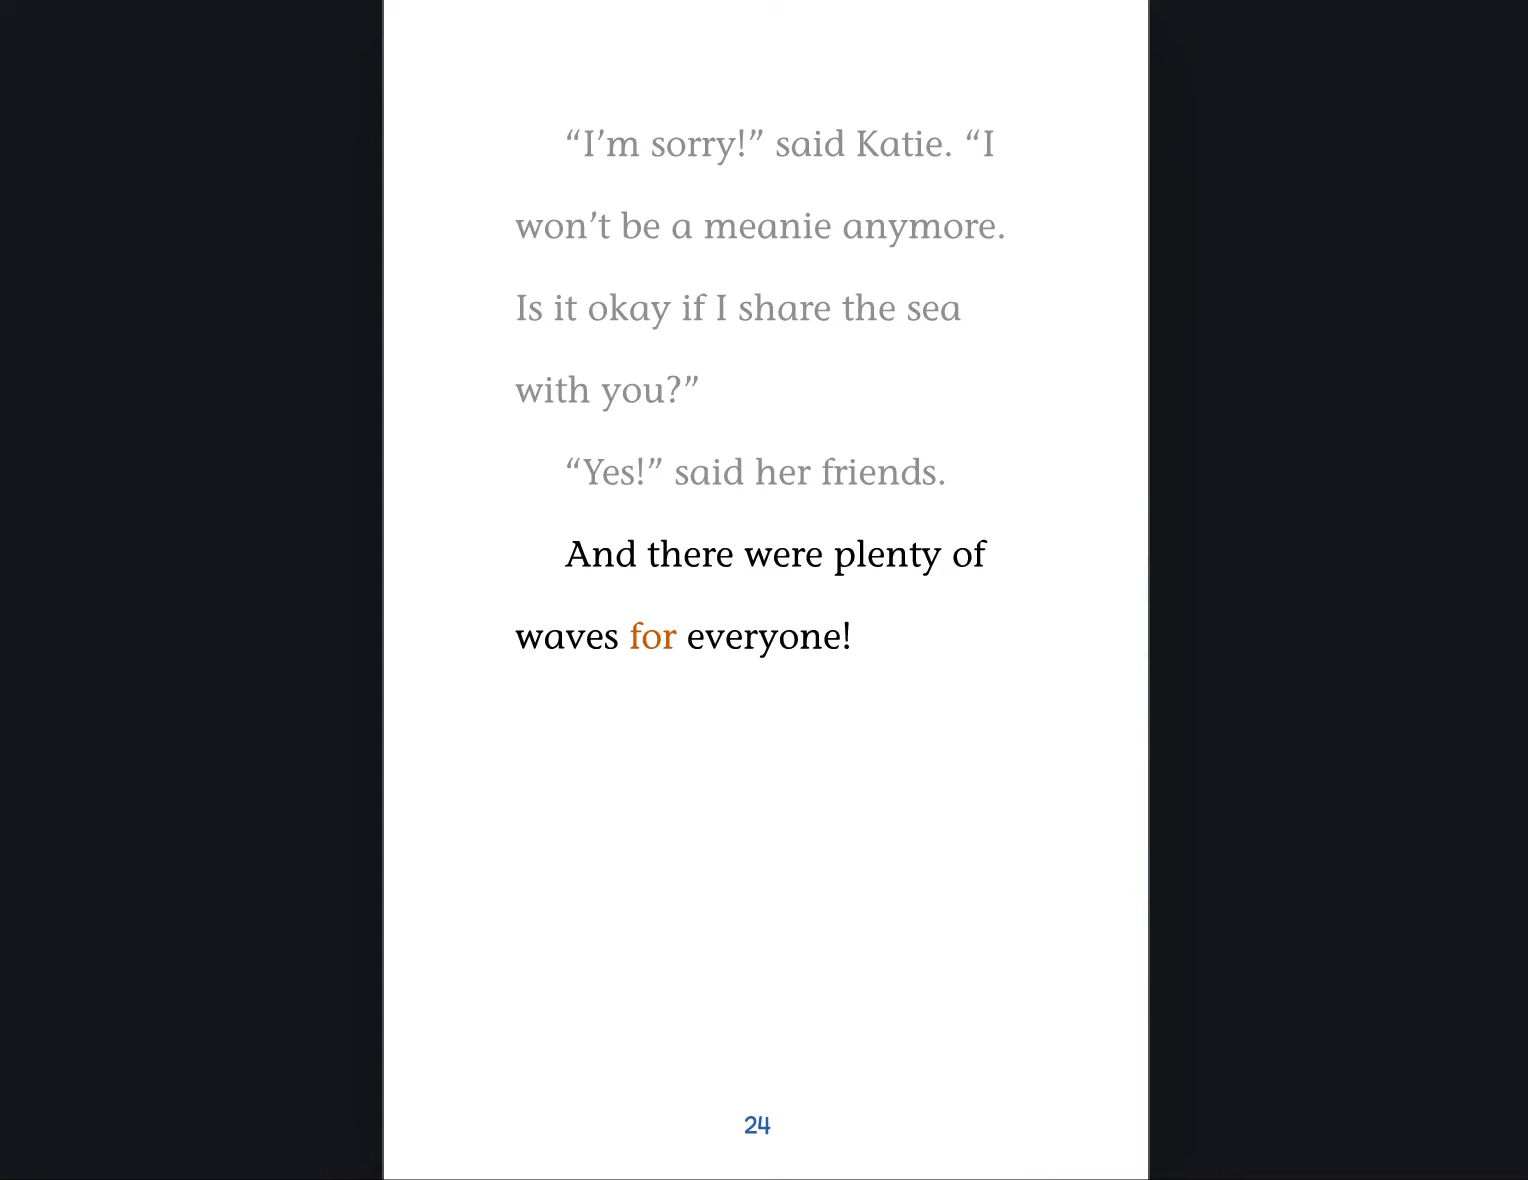 “I’m sorry!” said Katie. “I
won’t be a meanie anymore.
Is it okay if I share the sea
with you?”
“Yes!” said her friends.
And there were plenty of
waves for everyone!
24